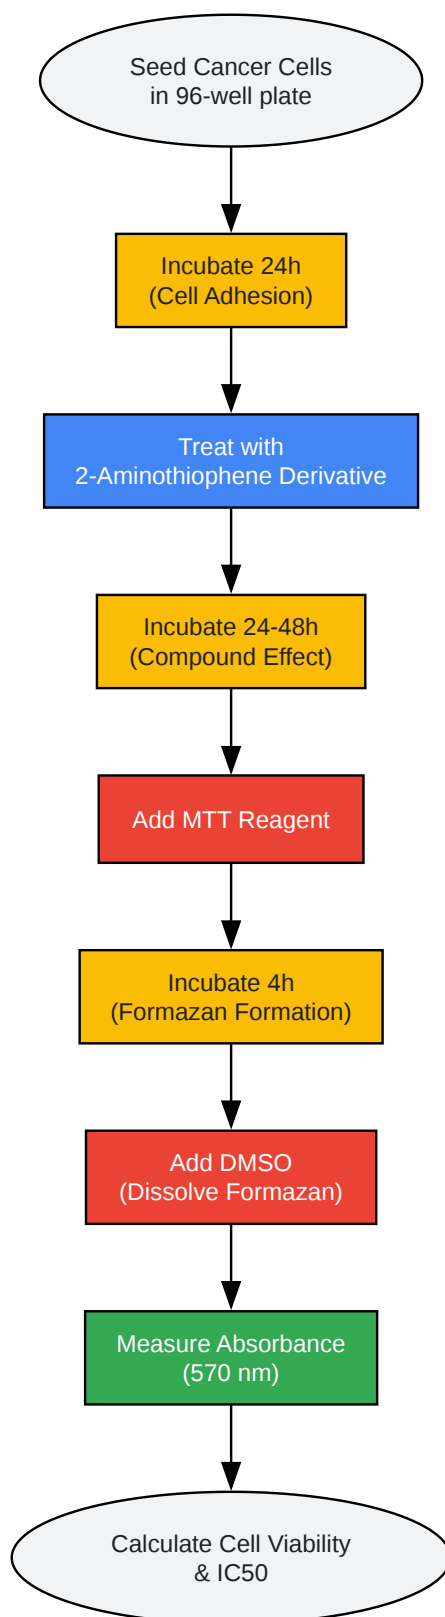 Seed Cancer Cells
in 96-well plate
Incubate 24h
(Cell Adhesion)
Treat with
2-Aminothiophene Derivative
Incubate 24-48h
(Compound Effect)
Add MTT Reagent
Incubate 4h
(Formazan Formation)
Add DMSO
(Dissolve Formazan)
Measure Absorbance
(570 nm)
Calculate Cell Viability
& IC50